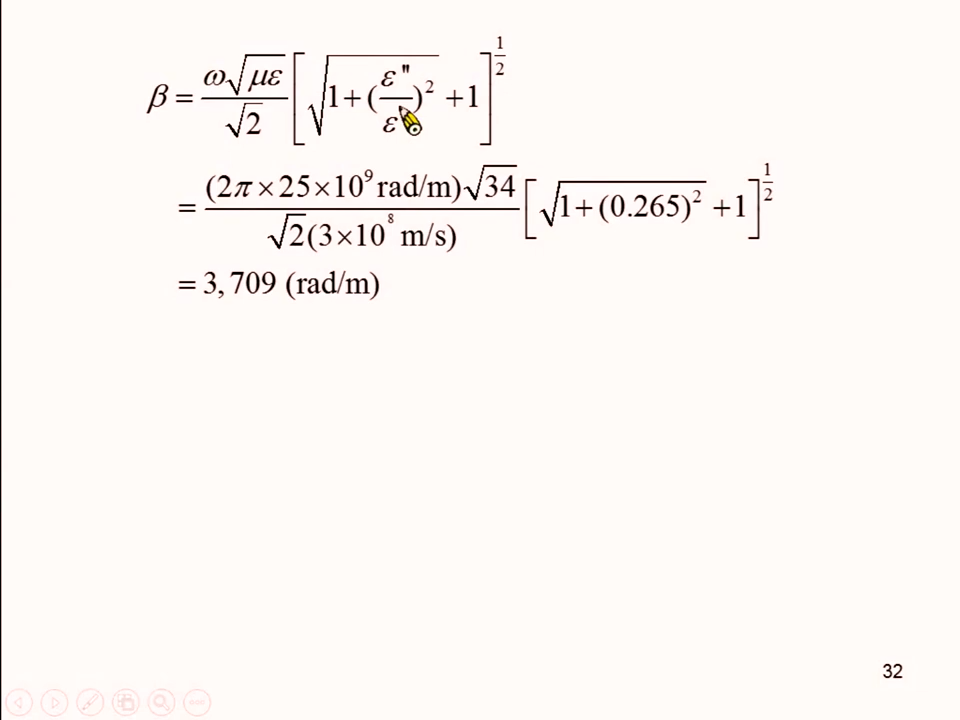 β = ω√με / √2 [√1 + (ε" / ε)² + 1]^1/2
= (2π × 25 × 10⁹ rad/m)√34 / √2(3 × 10⁸ m/s) [√1 + (0.265)² + 1]^1/2
= 3,709 (rad/m)
32